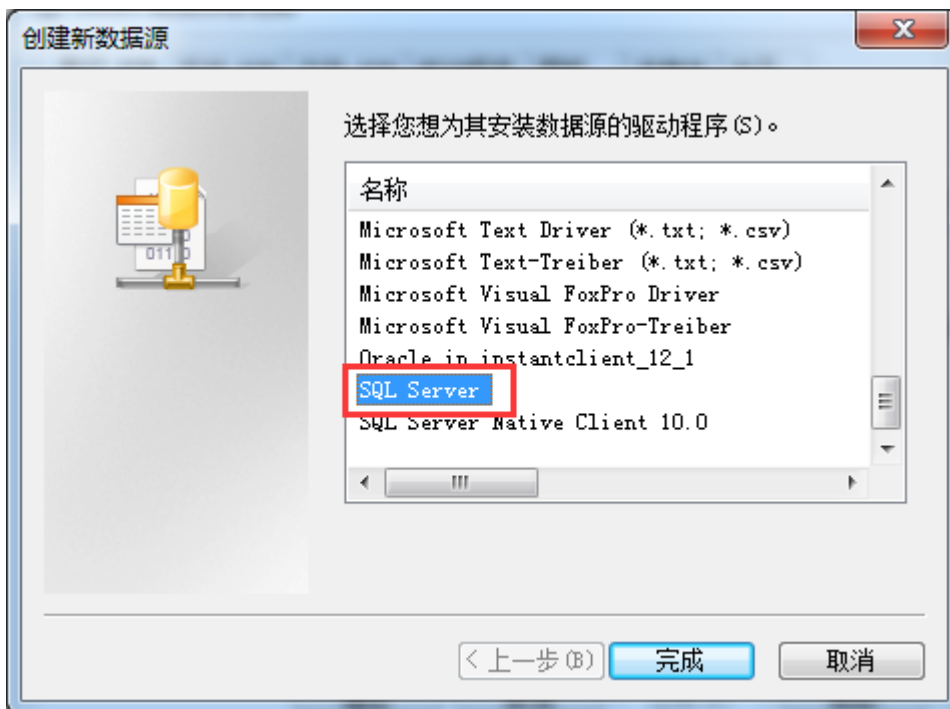 创建新数据源
选择您想为其安装数据源的驱动程序(S)。
名称
Microsoft Text Driver (*.txt; *.csv)
Microsoft Text-Treiber (*.txt; *.csv)
Microsoft Visual FoxPro Driver
Microsoft Visual FoxPro-Treiber
Oracle in instantclient_12_1
SQL Server
SQL Server Native Client 10.0
< 上一步(B)
完成
取消